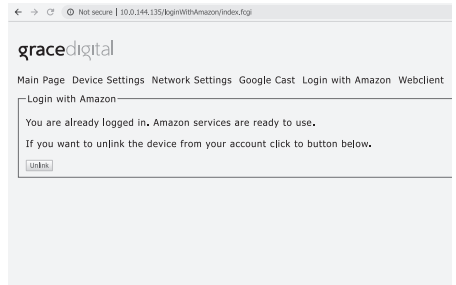 Not secure | 10.0.144.135/loginWithAmazon/index.fcgi
gracedigital
Main Page Device Settings Network Settings Google Cast Login with Amazon Webclient
Login with Amazon
You are already logged in. Amazon services are ready to use.
If you want to unlink the device from your account click to button below.
Unlink